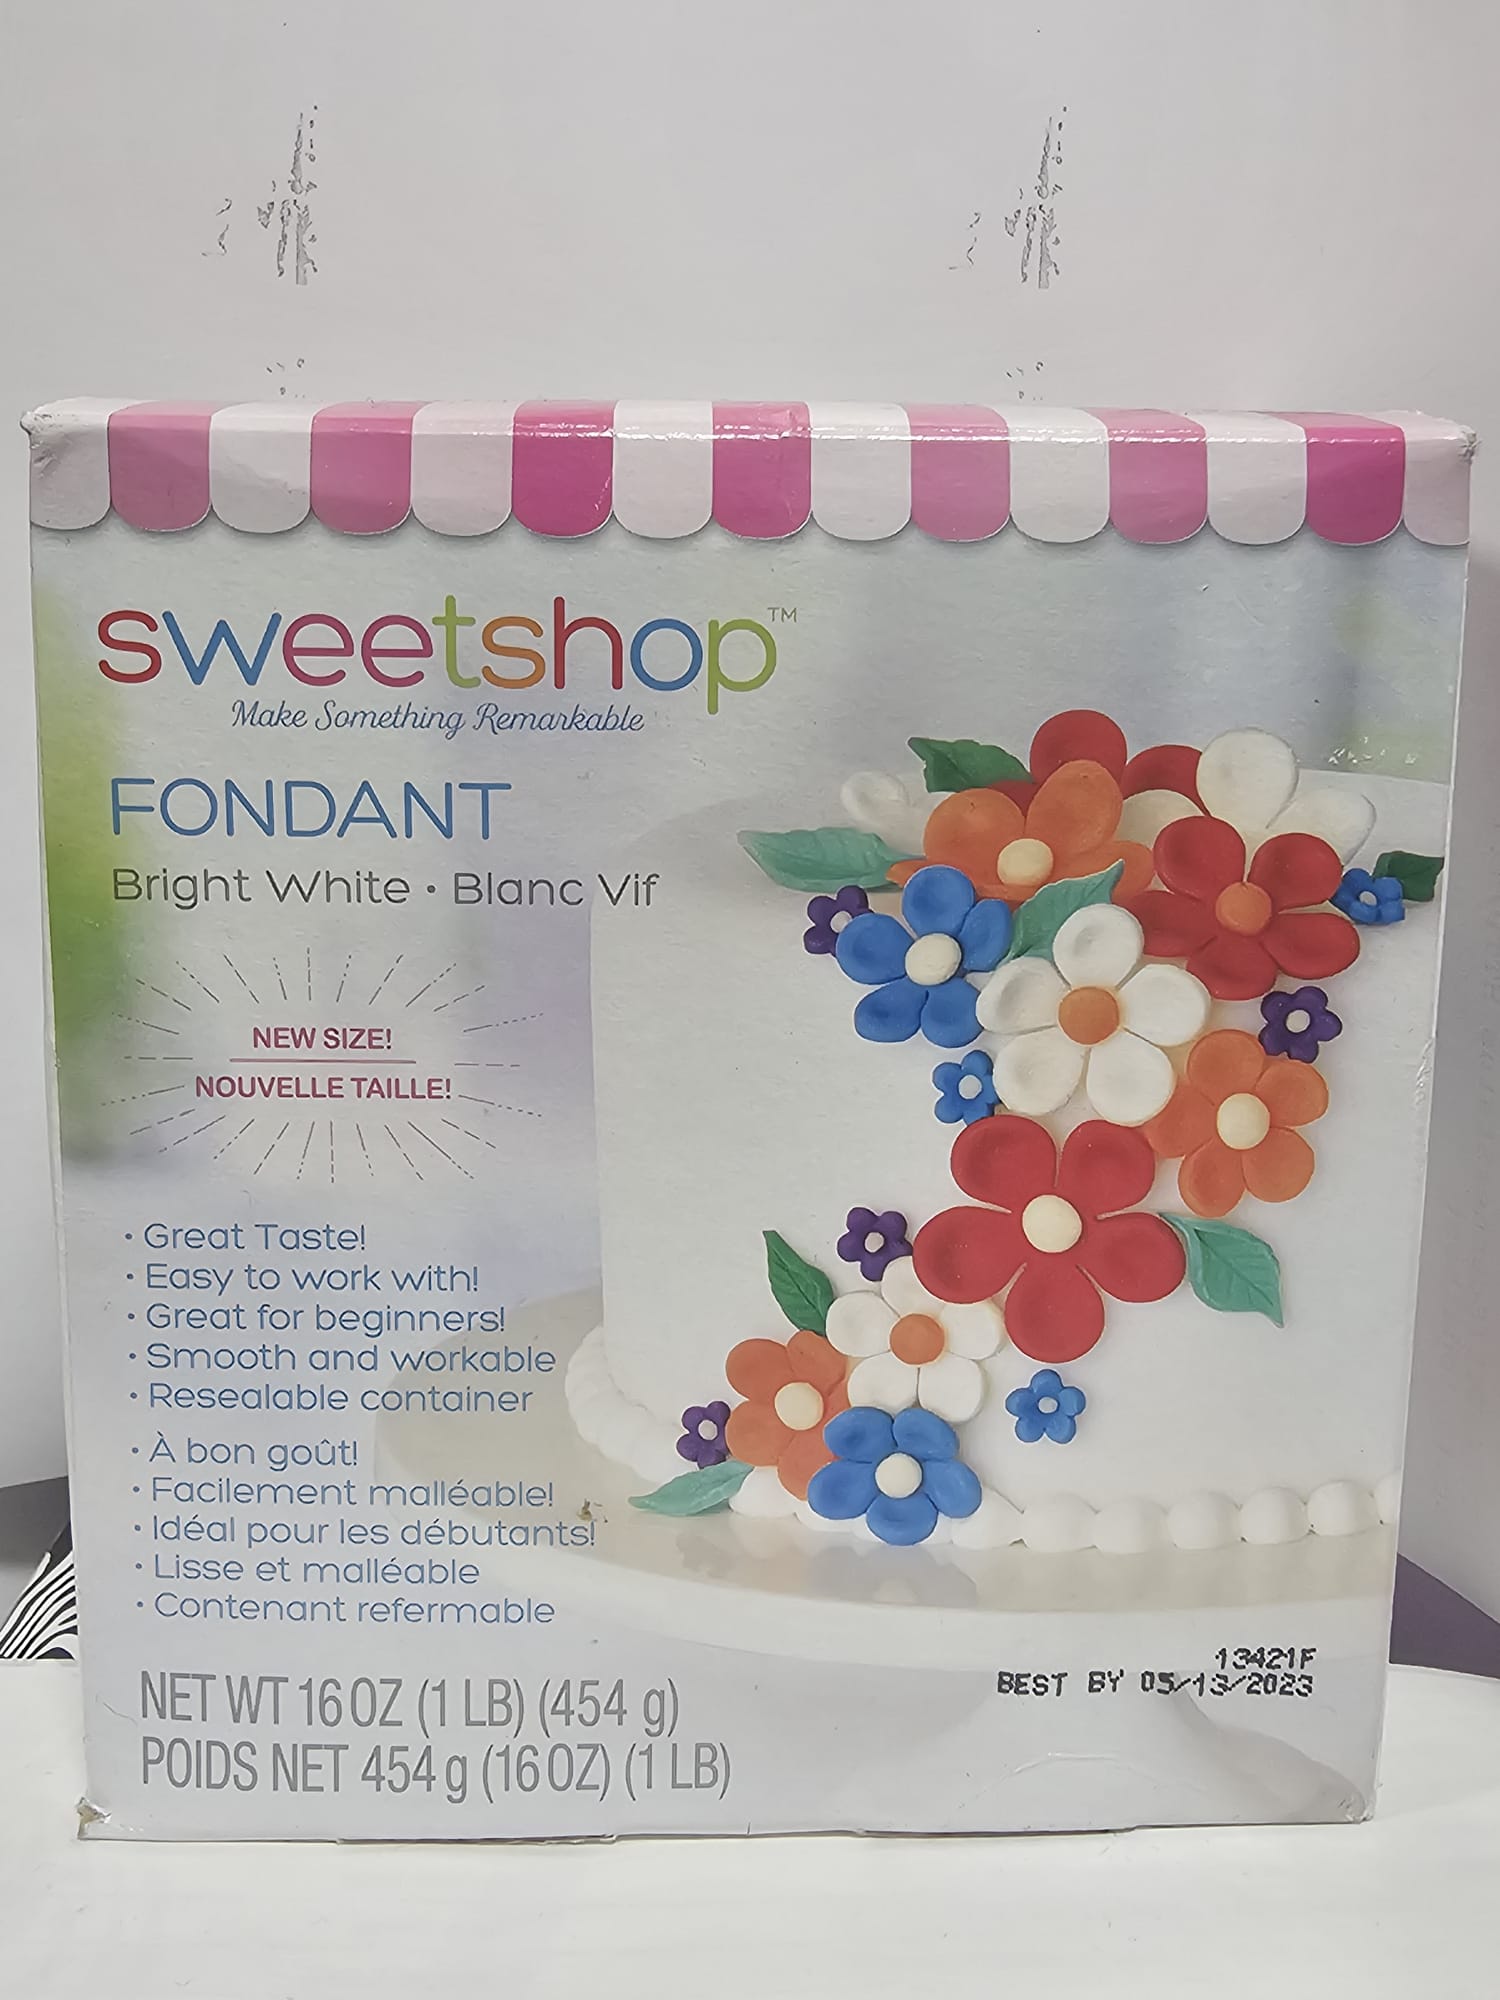 sweetshop™
Make Something Remarkable
FONDANT
Bright White • Blanc Vif
NEW SIZE!
NOUVELLE TAILLE!
• Great Taste!
• Easy to work with!
• Great for beginners!
• Smooth and workable
• Resealable container
• À bon goût!
• Facilement malléable!
• Idéal pour les débutants!
• Lisse et malléable
• Contenant refermable
13421F
BEST BY 05/13/2023
NET WT 16 OZ (1 LB) (454 g)
POIDS NET 454 g (16 OZ) (1 LB)